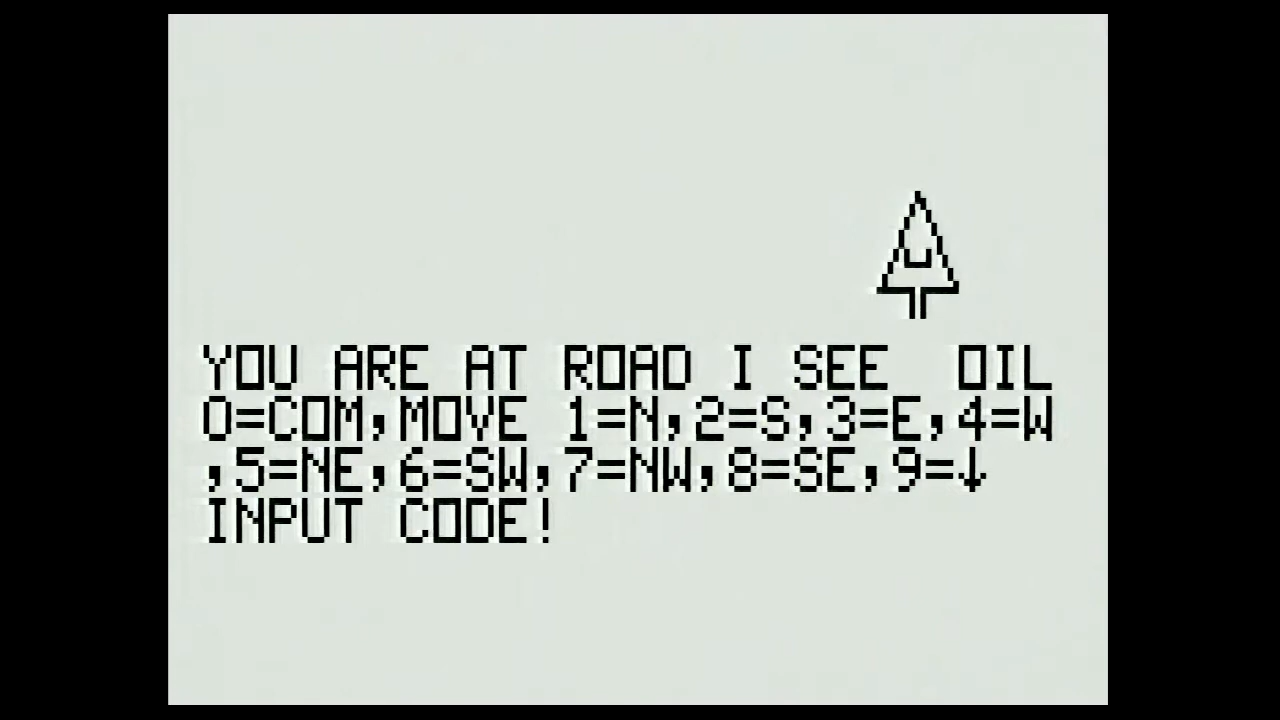 YOU ARE AT ROAD I SEE  OIL
0=COM,MOVE 1=N,2=S,3=E,4=W
,5=NE,6=SW,7=NW,8=SE,9=↓
INPUT CODE!